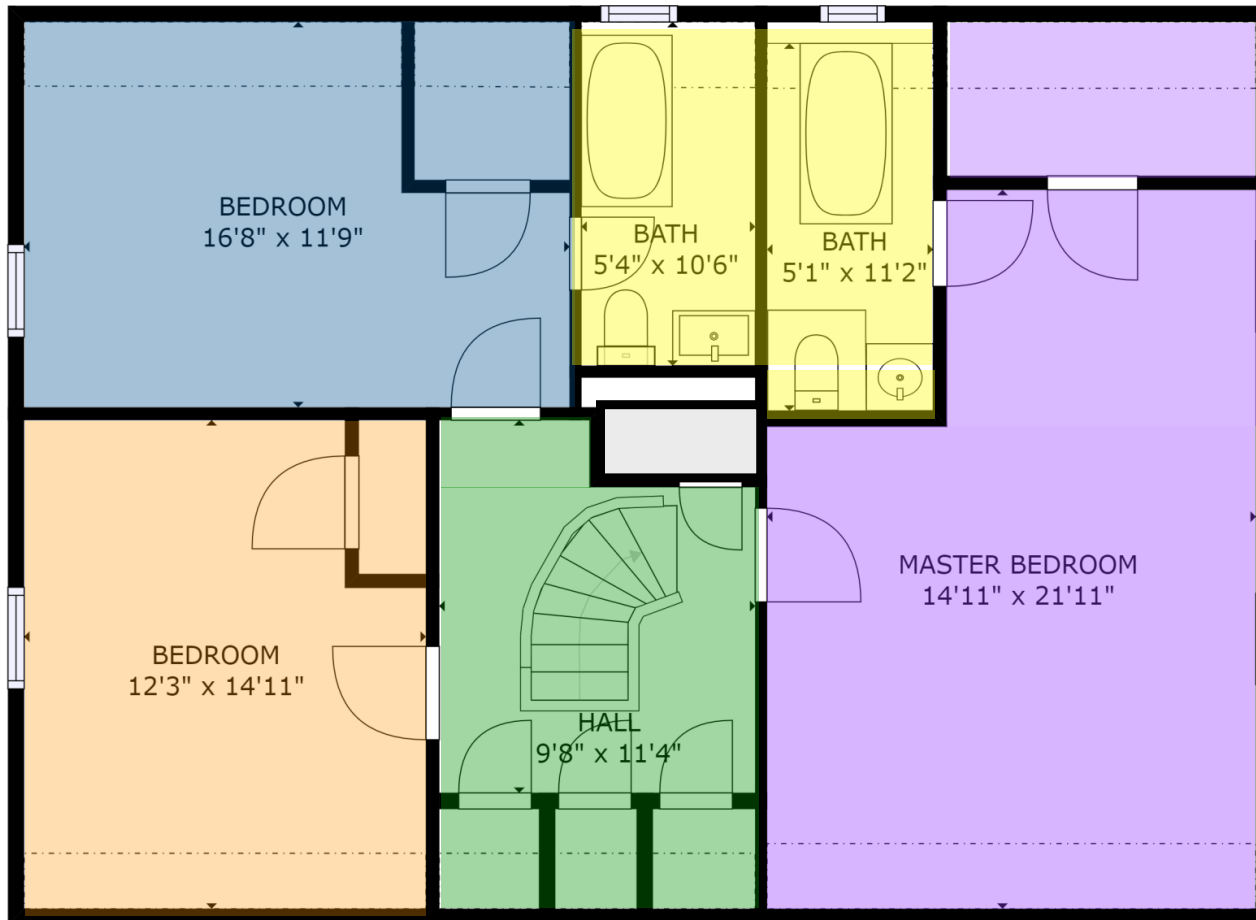 BEDROOM
16'8" x 11'9"
BATH
5'4" x 10'6"
BATH
5'1" x 11'2"
MASTER BEDROOM
14'11" x 21'11"
BEDROOM
12'3" x 14'11"
HALL
9'8" x 11'4"